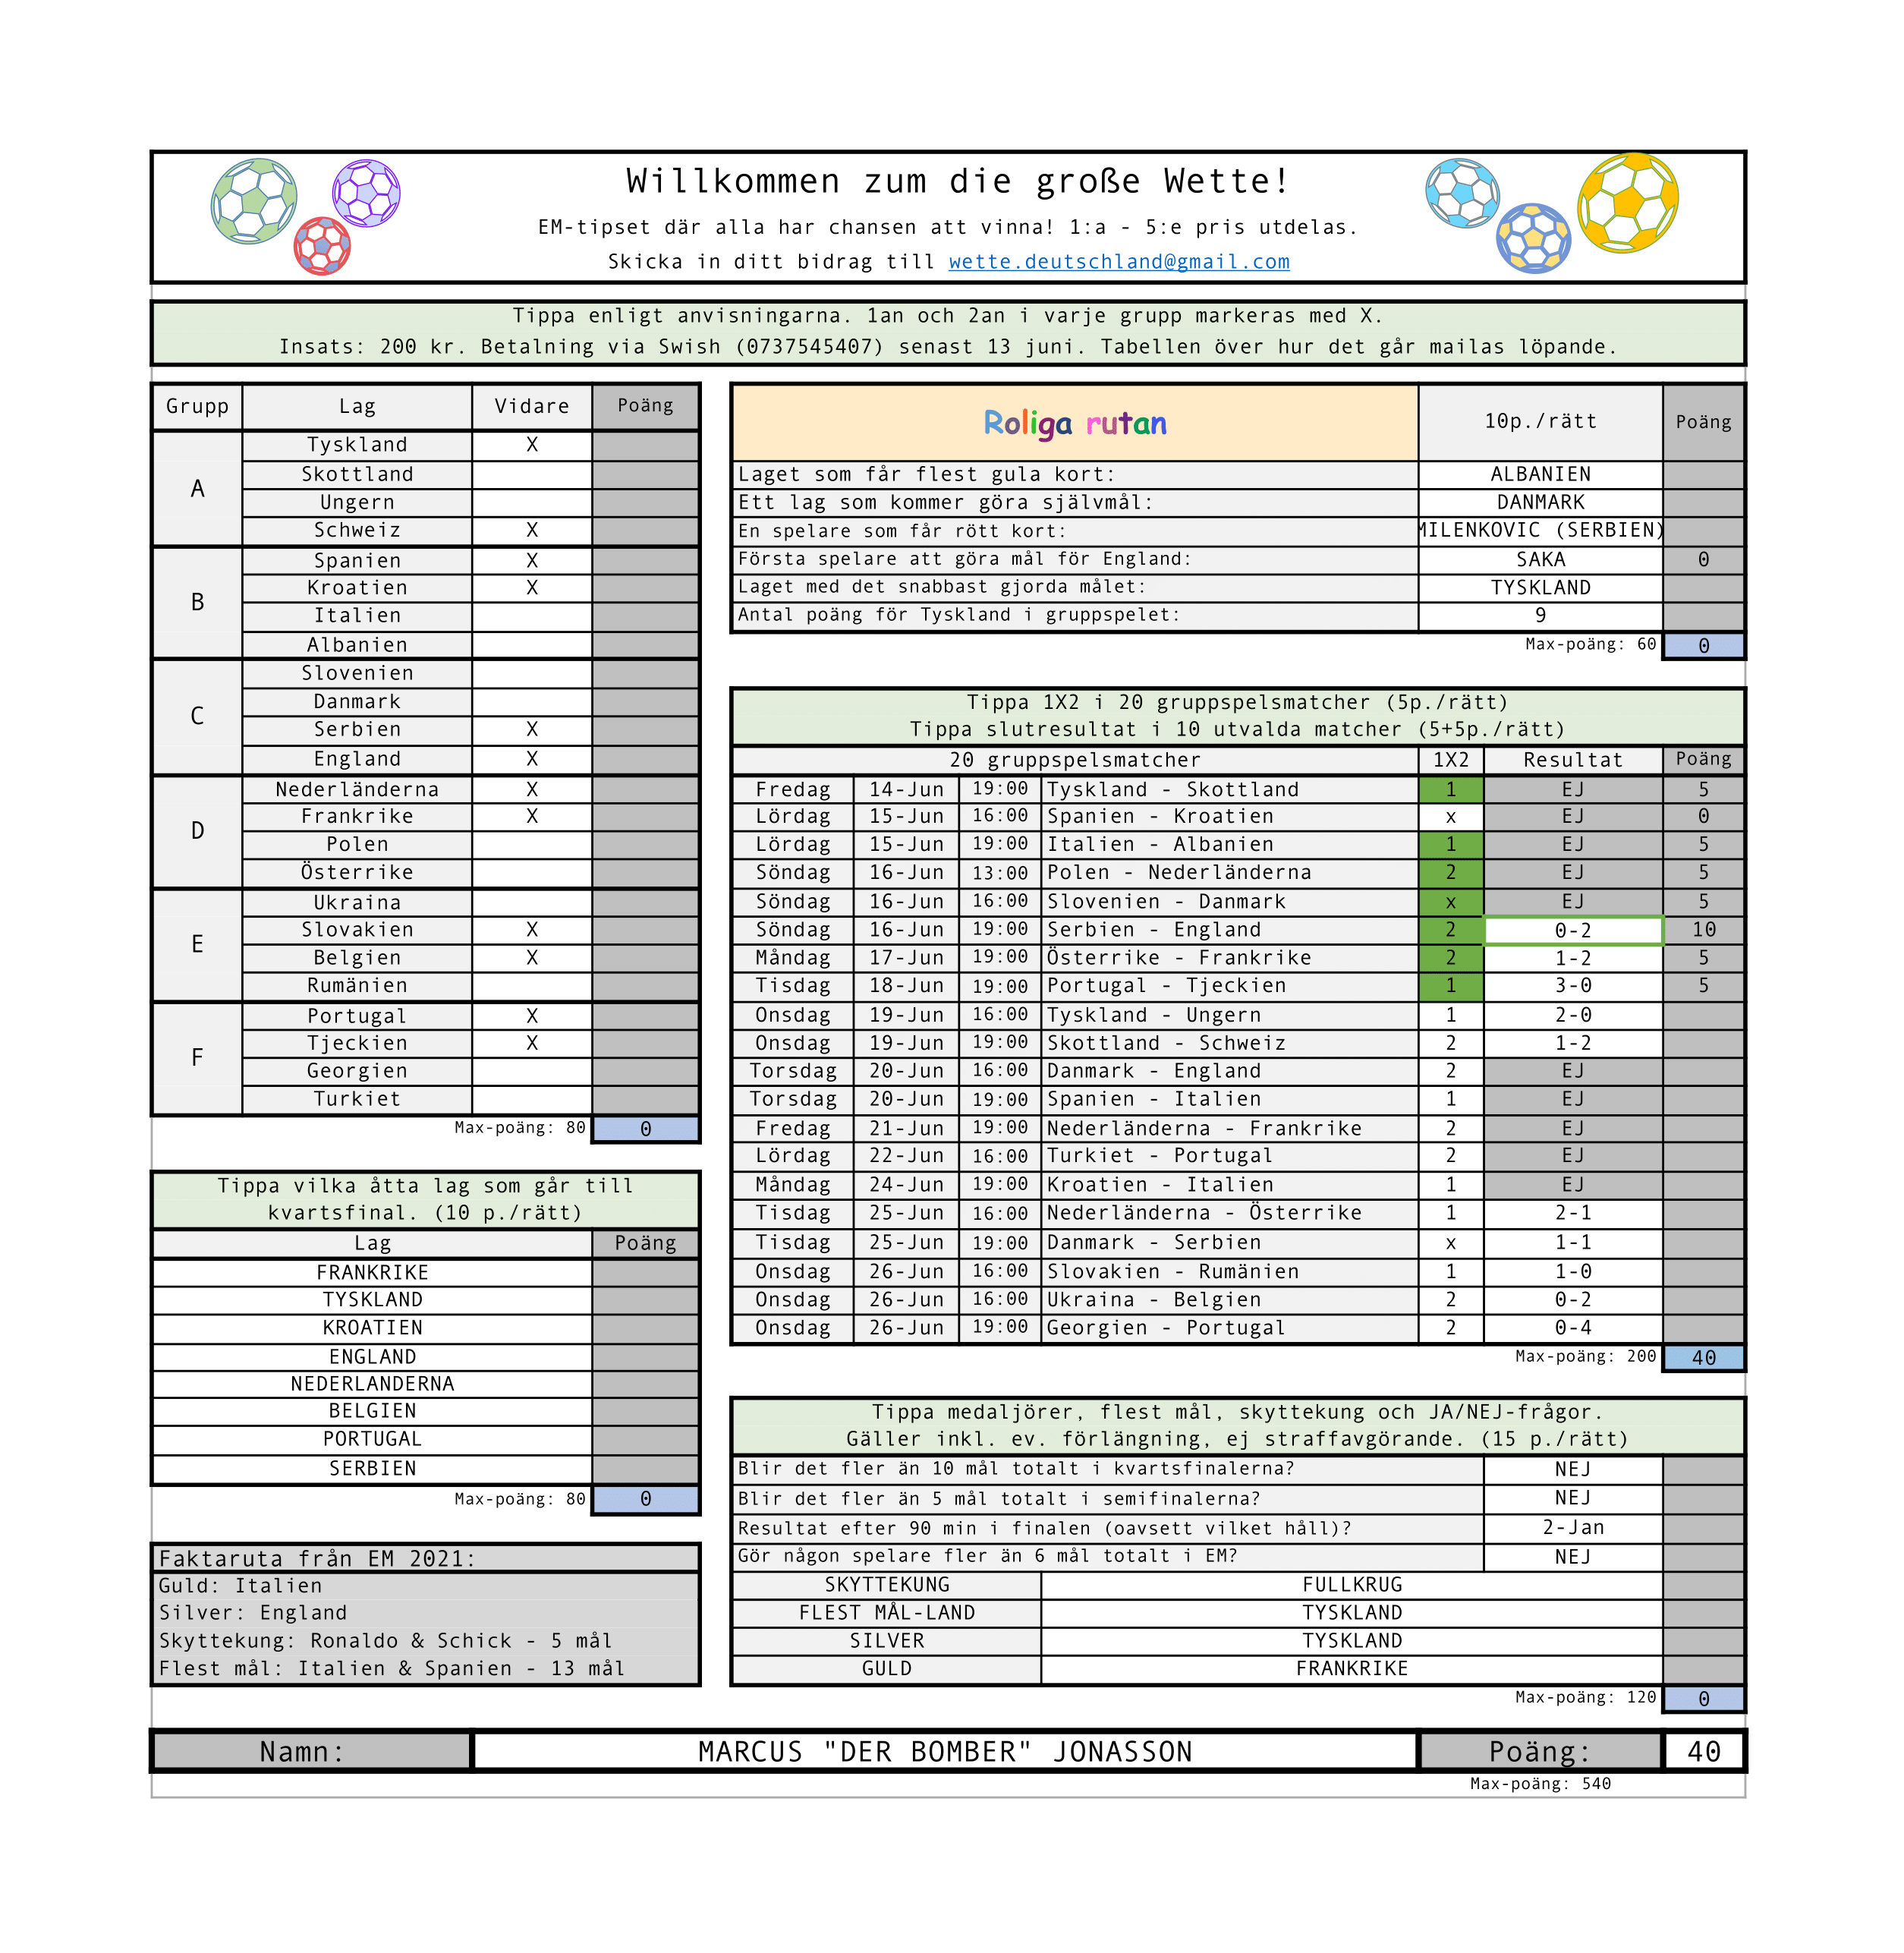 Willkommen zum die große Wette!
EM-tipset där alla har chansen att vinna! 1:a - 5:e pris utdelas.
Skicka in ditt bidrag till wette.deutschland@gmail.com
Tippa enligt anvisningarna. 1an och 2an i varje grupp markeras med X.
Insats: 200 kr. Betalning via Swish (0737545407) senast 13 juni. Tabellen över hur det går mailas löpande.
Grupp Lag Vidare Poäng
A
Tyskland X
Skottland
Ungern
Schweiz X
B
Spanien X
Kroatien X
Italien
Albanien
C
Slovenien
Danmark
Serbien X
England X
D
Nederländerna X
Frankrike X
Polen
Österrike
E
Ukraina
Slovakien X
Belgien X
Rumänien
F
Portugal X
Tjeckien X
Georgien
Turkiet
Max-poäng: 80 0
Tippa vilka åtta lag som går till
kvartsfinal. (10 p./rätt)
Lag Poäng
FRANKRIKE
TYSKLAND
KROATIEN
ENGLAND
NEDERLANDERNA
BELGIEN
PORTUGAL
SERBIEN
Max-poäng: 80 0
Faktaruta från EM 2021:
Guld: Italien
Silver: England
Skyttekung: Ronaldo & Schick - 5 mål
Flest mål: Italien & Spanien - 13 mål
Roliga rutan 10p./rätt Poäng
Laget som får flest gula kort: ALBANIEN
Ett lag som kommer göra självmål: DANMARK
En spelare som får rött kort: MILENKOVIC (SERBIEN)
Första spelare att göra mål för England: SAKA 0
Laget med det snabbast gjorda målet: TYSKLAND
Antal poäng för Tyskland i gruppspelet: 9
Max-poäng: 60 0
Tippa 1X2 i 20 gruppspelsmatcher (5p./rätt)
Tippa slutresultat i 10 utvalda matcher (5+5p./rätt)
20 gruppspelsmatcher 1X2 Resultat Poäng
Fredag 14-Jun 19:00 Tyskland - Skottland 1 EJ 5
Lördag 15-Jun 16:00 Spanien - Kroatien x EJ 0
Lördag 15-Jun 19:00 Italien - Albanien 1 EJ 5
Söndag 16-Jun 13:00 Polen - Nederländerna 2 EJ 5
Söndag 16-Jun 16:00 Slovenien - Danmark x EJ 5
Söndag 16-Jun 19:00 Serbien - England 2 0-2 10
Måndag 17-Jun 19:00 Österrike - Frankrike 2 1-2 5
Tisdag 18-Jun 19:00 Portugal - Tjeckien 1 3-0 5
Onsdag 19-Jun 16:00 Tyskland - Ungern 1 2-0
Onsdag 19-Jun 19:00 Skottland - Schweiz 2 1-2
Torsdag 20-Jun 16:00 Danmark - England 2 EJ
Torsdag 20-Jun 19:00 Spanien - Italien 1 EJ
Fredag 21-Jun 19:00 Nederländerna - Frankrike 2 EJ
Lördag 22-Jun 16:00 Turkiet - Portugal 2 EJ
Måndag 24-Jun 19:00 Kroatien - Italien 1 EJ
Tisdag 25-Jun 16:00 Nederländerna - Österrike 1 2-1
Tisdag 25-Jun 19:00 Danmark - Serbien x 1-1
Onsdag 26-Jun 16:00 Slovakien - Rumänien 1 1-0
Onsdag 26-Jun 16:00 Ukraina - Belgien 2 0-2
Onsdag 26-Jun 19:00 Georgien - Portugal 2 0-4
Max-poäng: 200 40
Tippa medaljörer, flest mål, skyttekung och JA/NEJ-frågor.
Gäller inkl. ev. förlängning, ej straffavgörande. (15 p./rätt)
Blir det fler än 10 mål totalt i kvartsfinalerna? NEJ
Blir det fler än 5 mål totalt i semifinalerna? NEJ
Resultat efter 90 min i finalen (oavsett vilket håll)? 2-Jan
Gör någon spelare fler än 6 mål totalt i EM? NEJ
SKYTTEKUNG FULLKRUG
FLEST MÅL-LAND TYSKLAND
SILVER TYSKLAND
GULD FRANKRIKE
Max-poäng: 120 0
Namn: MARCUS "DER BOMBER" JONASSON Poäng: 40
Max-poäng: 540